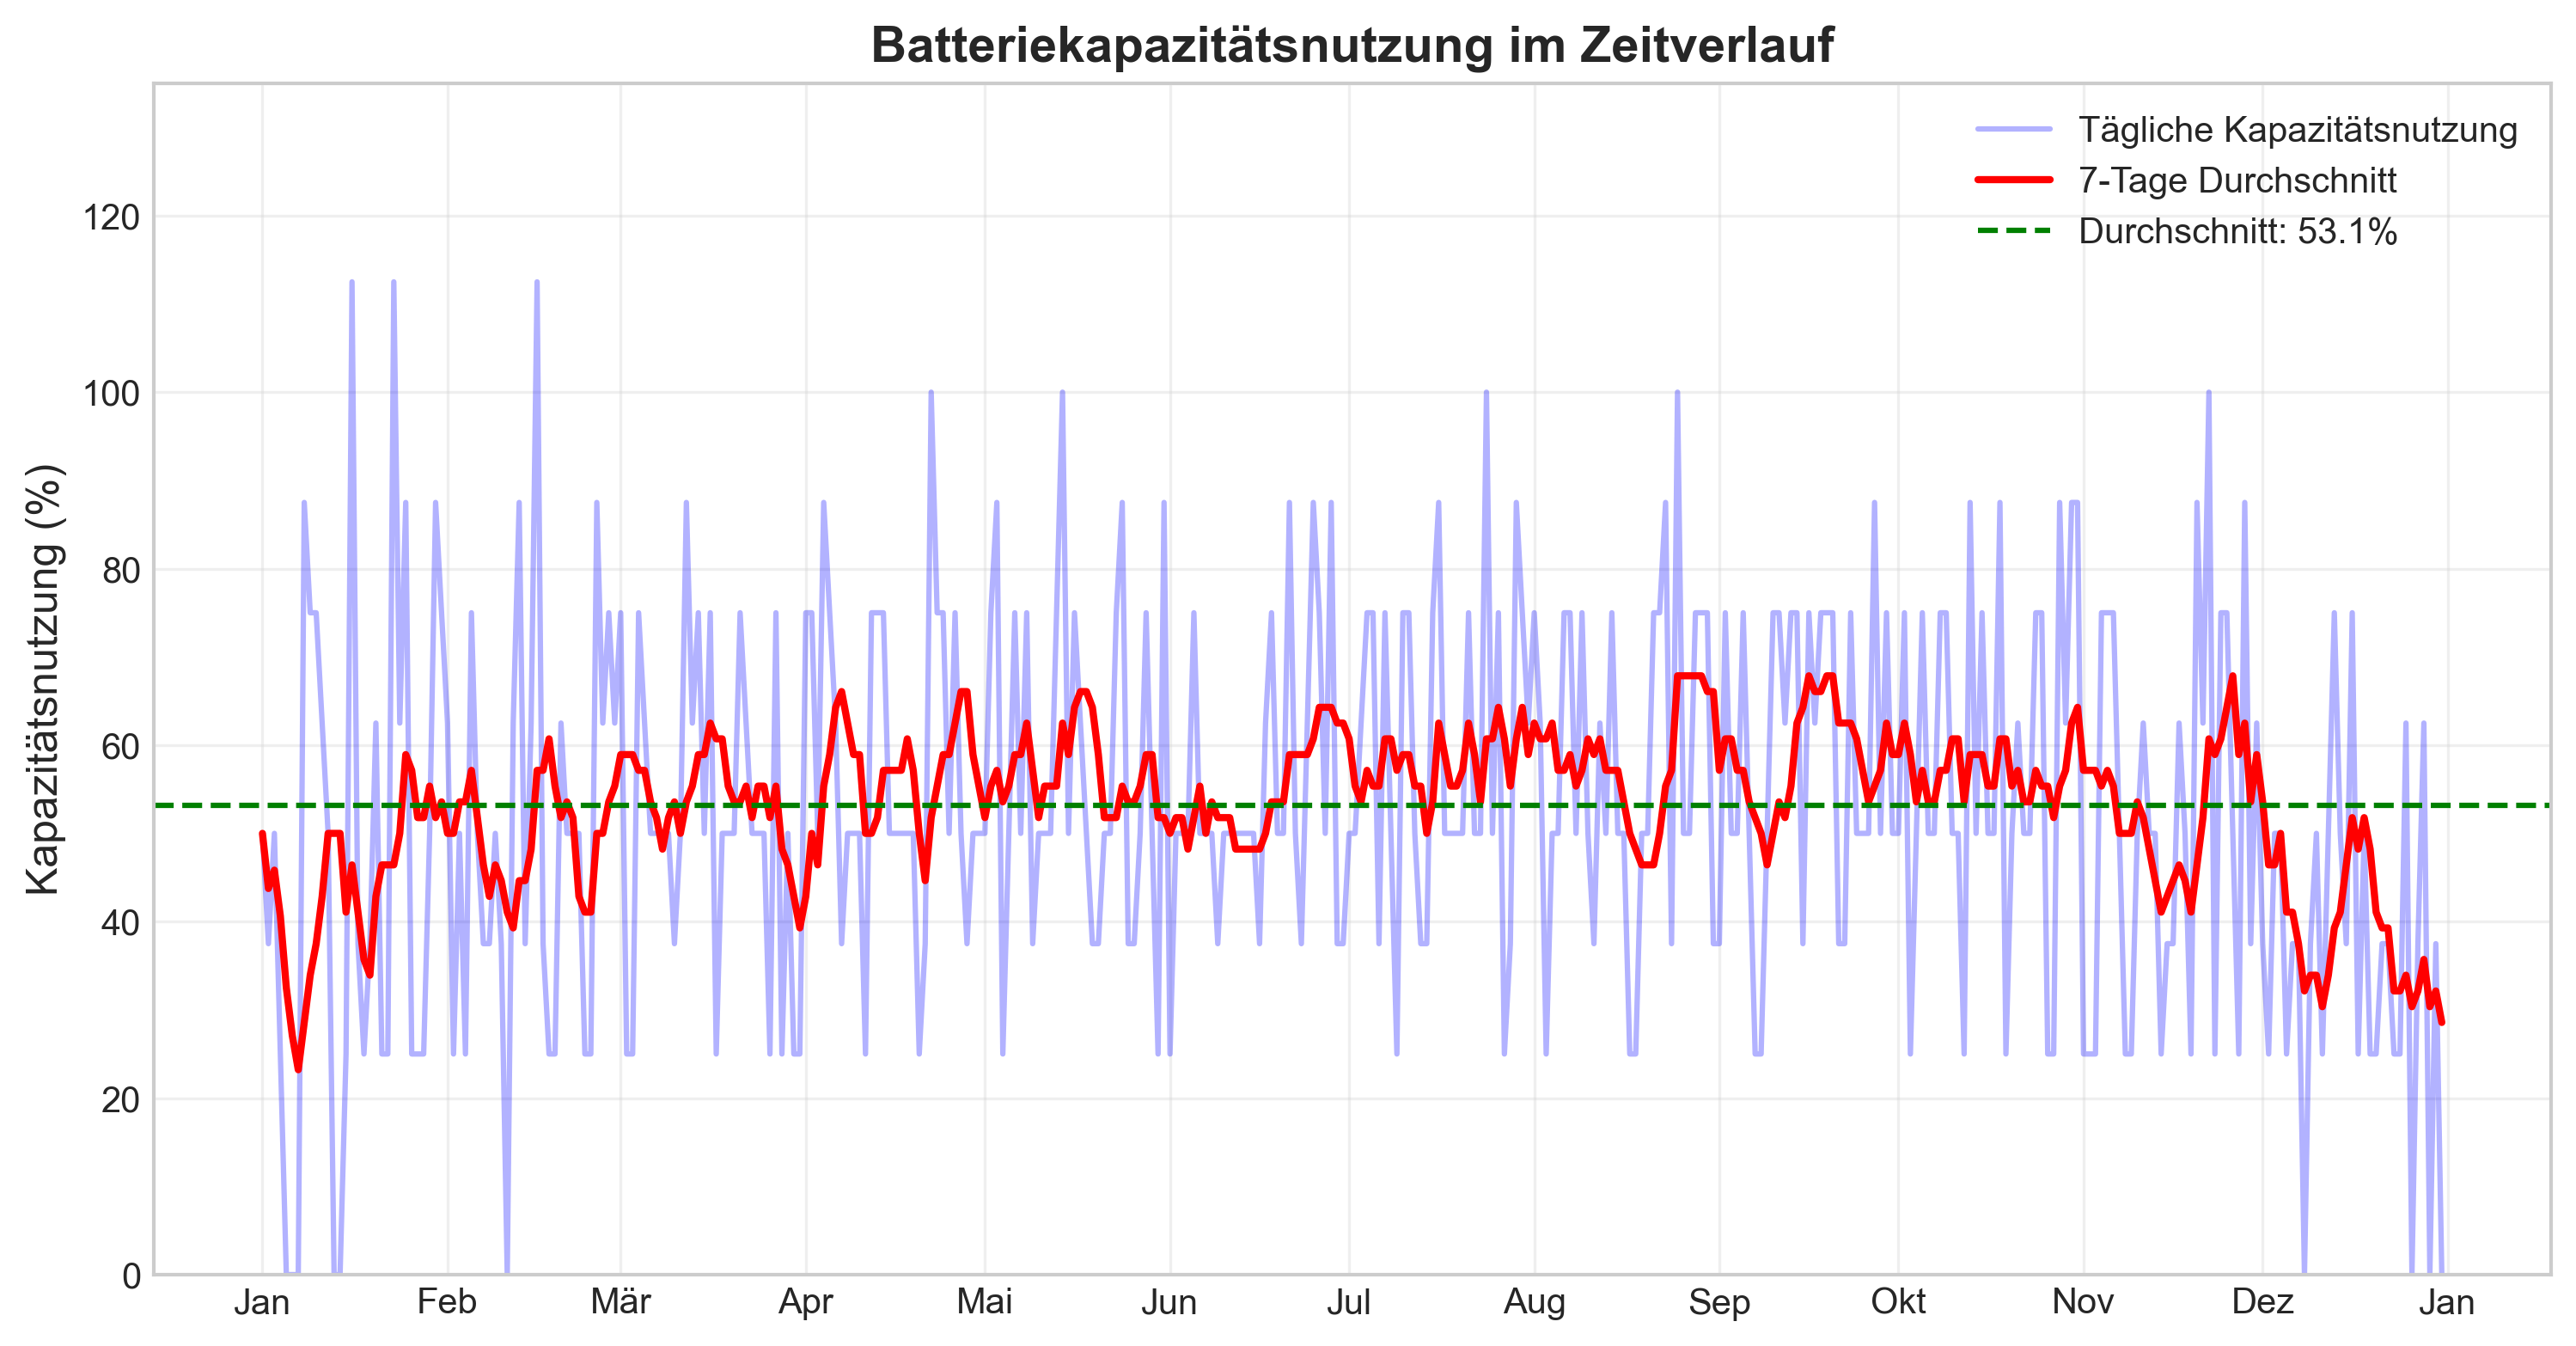 Batteriekapazitätsnutzung im Zeitverlauf
Tägliche Kapazitätsnutzung
7-Tage Durchschnitt
Durchschnitt: 53.1%
Kapazitätsnutzung (%)
120
100
80
60
40
20
0
Jan Feb Mär Apr Mai Jun Jul Aug Sep Okt Nov Dez Jan